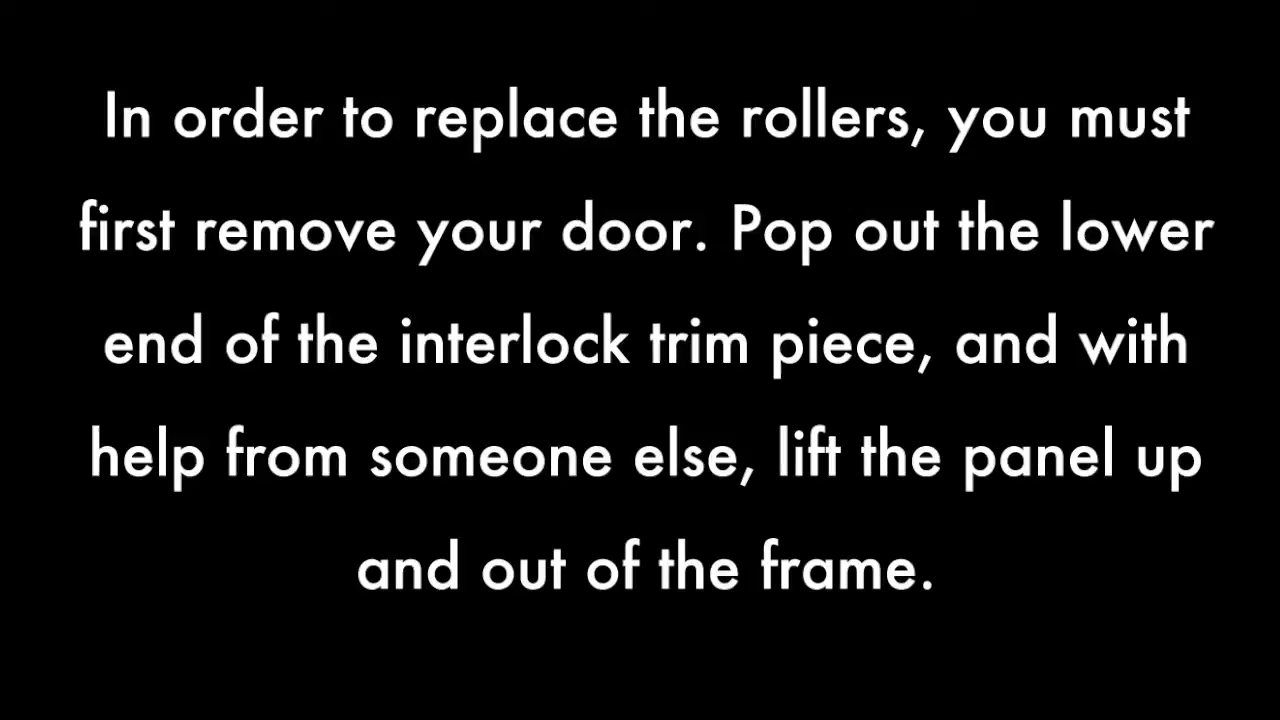 In order to replace the rollers, you must
first remove your door. Pop out the lower
end of the interlock trim piece, and with
help from someone else, lift the panel up
and out of the frame.